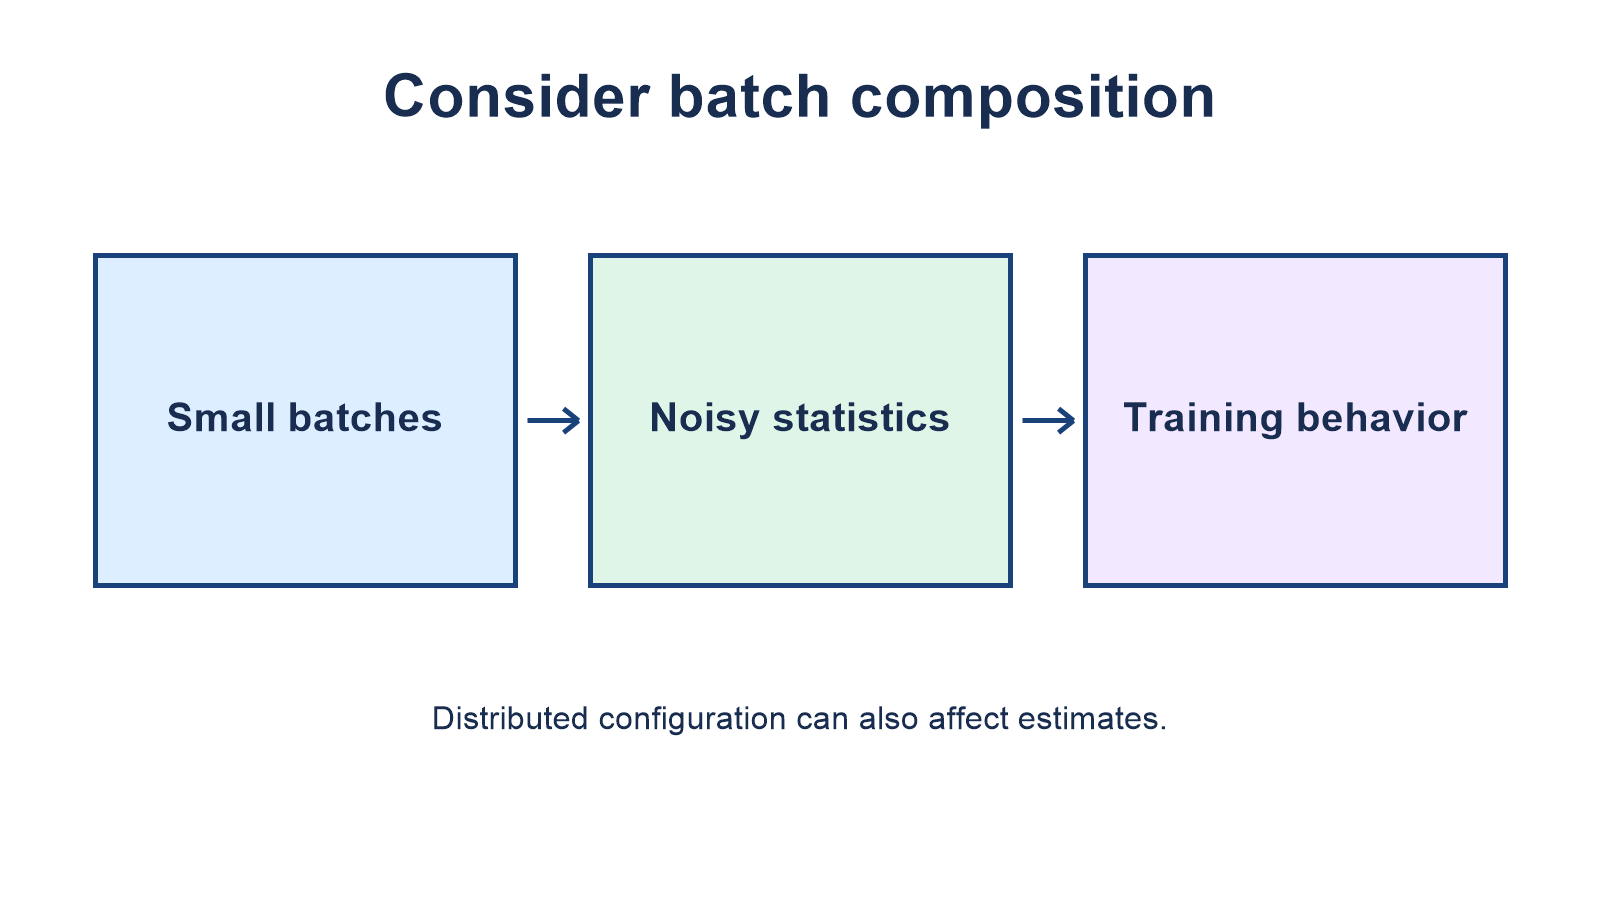 Consider batch composition
Small batches
Noisy statistics
Training behavior
Distributed configuration can also affect estimates.